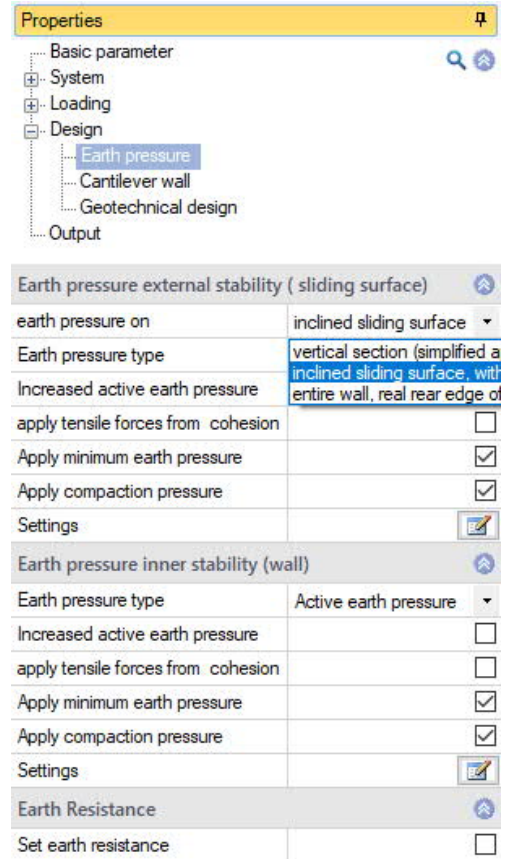 Properties
Basic parameter
System
Loading
Design
Earth pressure
Cantilever wall
Geotechnical design
Output
Earth pressure external stability ( sliding surface)
earth pressure on inclined sliding surface
Earth pressure type vertical section (simplified
inclined sliding surface, with
Increased active earth pressure entire wall, real rear edge of
apply tensile forces from cohesion
Apply minimum earth pressure
Apply compaction pressure
Settings
Earth pressure inner stability (wall)
Earth pressure type Active earth pressure
Increased active earth pressure
apply tensile forces from cohesion
Apply minimum earth pressure
Apply compaction pressure
Settings
Earth Resistance
Set earth resistance